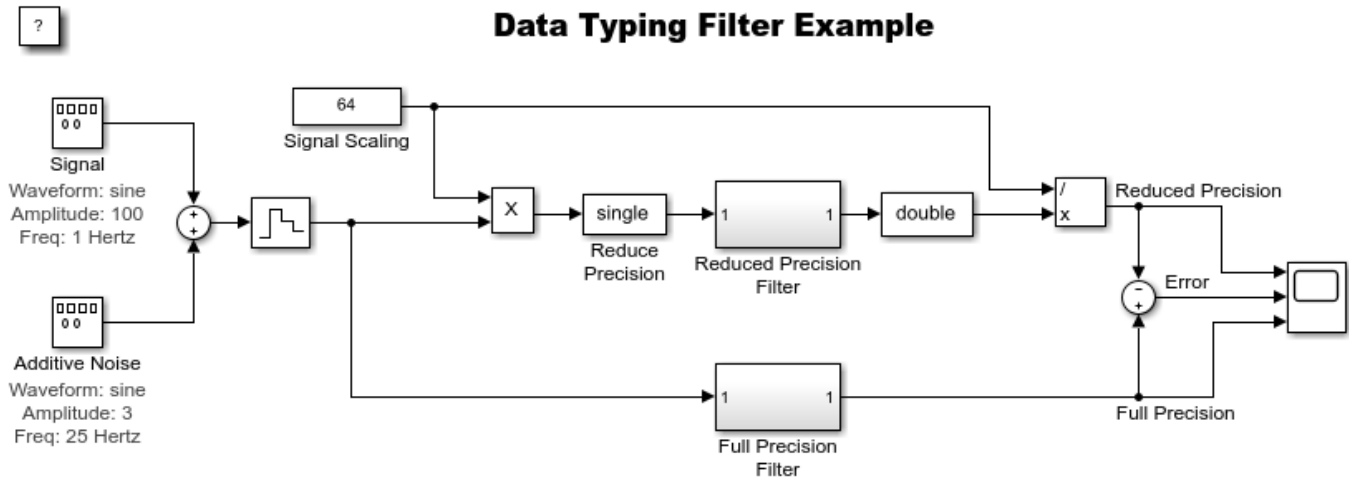 ?
Data Typing Filter Example
64
Signal Scaling
Signal
Waveform: sine
Amplitude: 100
Freq: 1 Hertz
+
+
X
single
Reduce
Precision
1 1
Reduced Precision
Filter
double
/
x
Reduced Precision
−
+
Error
Additive Noise
Waveform: sine
Amplitude: 3
Freq: 25 Hertz
1 1
Full Precision
Filter
Full Precision